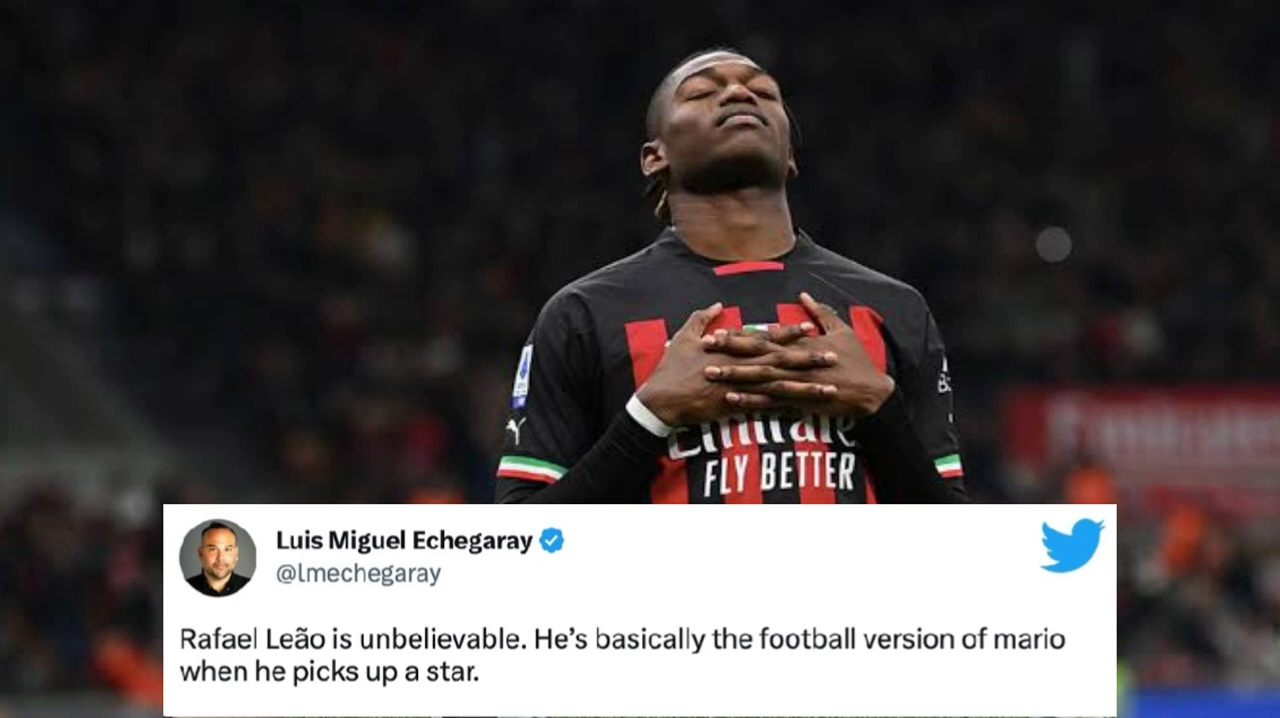 Emirate
FLY BETTER
Luis Miguel Echegaray
@lmechegaray
Rafael Leão is unbelievable. He’s basically the football version of mario
when he picks up a star.